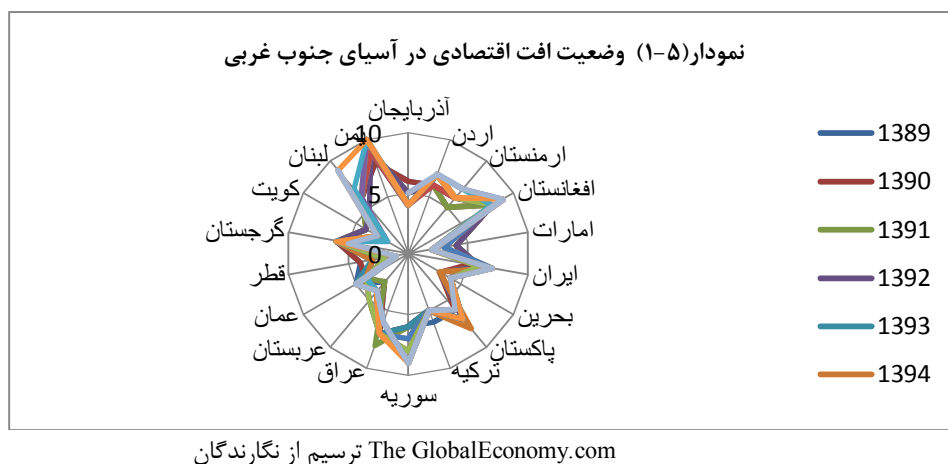 نمودار(۵-۱) وضعیت افت اقتصادی در آسیای جنوب غربی
آذربایجان
اردن
ارمنستان
افغانستان
امارات
ایران
بحرین
پاکستان
ترکیه
سوریه
عراق
عربستان
عمان
قطر
گرجستان
کویت
لبنان
یمن
10
5
0
1389
1390
1391
1392
1393
1394
The GlobalEconomy.com ترسیم از نگارندگان